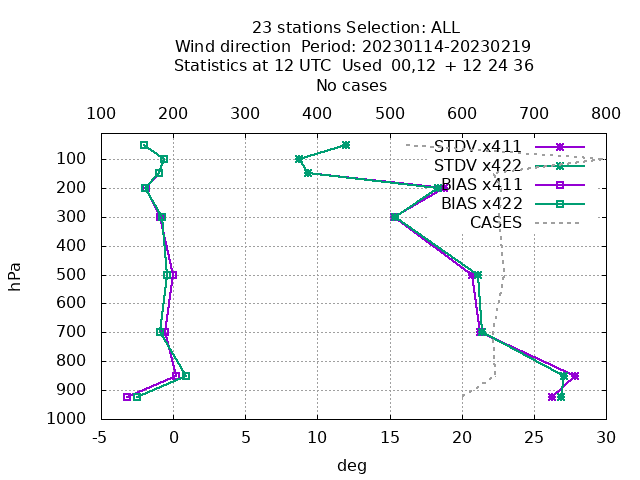 23 stations Selection: ALL
Wind direction  Period: 20230114-20230219
Statistics at 12 UTC  Used  00,12  + 12 24 36
No cases
100 200 300 400 500 600 700 800
STDV x411
STDV x422
BIAS x411
BIAS x422
CASES
100
200
300
400
500
600
700
800
900
1000
hPa
-5 0 5 10 15 20 25 30
deg